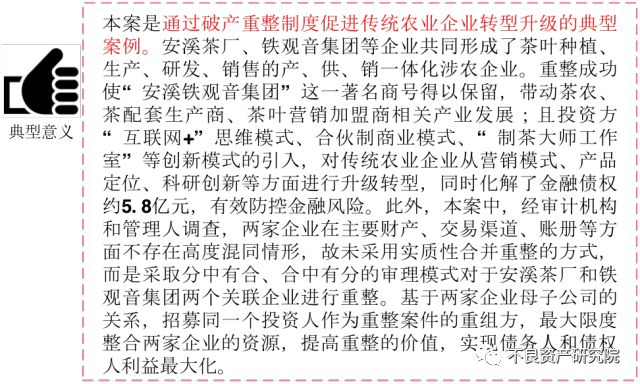 本案是通过破产重整制度促进传统农业企业转型升级的典型
案例。安溪茶厂、铁观音集团等企业共同形成了茶叶种植、
生产、研发、销售的产、供、销一体化涉农企业。重整成功
使“安溪铁观音集团”这一著名商号得以保留，带动茶农、
茶配套生产商、茶叶营销加盟商相关产业发展；且投资方
“互联网+”思维模式、合伙制商业模式、“制茶大师工作
室”等创新模式的引入，对传统农业企业从营销模式、产品
定位、科研创新等方面进行升级转型，同时化解了金融债权
约5.8亿元，有效防控金融风险。此外，本案中，经审计机构
和管理人调查，两家企业在主要财产、交易渠道、账册等方
面不存在高度混同情形，故未采用实质性合并重整的方式，
而是采取分中有合、合中有分的审理模式对于安溪茶厂和铁
观音集团两个关联企业进行重整。基于两家企业母子公司的
关系，招募同一个投资人作为重整案件的重组方，最大限度
整合两家企业的资源，提高重整的价值，实现债务人和债权
人利益最大化。
典型意义
不良资产研究院